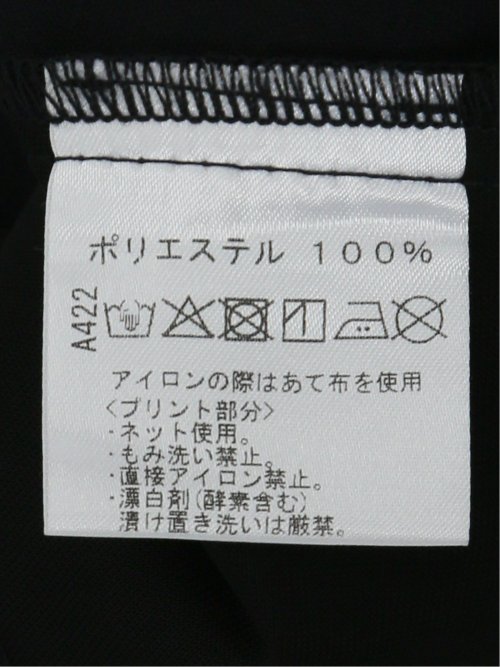 ポリエステル 100%
A422
アイロンの際はあて布を使用
<プリント部分>
・ネット使用。
・もみ洗い禁止。
・直接アイロン禁止。
・漂白剤(酵素含む)
漬け置き洗いは厳禁。